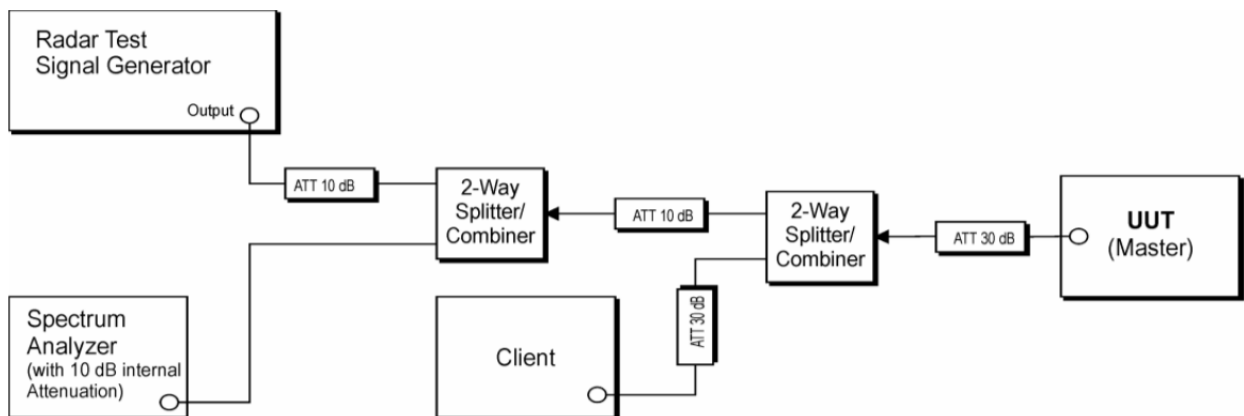 Radar Test
Signal Generator
Output
ATT 10 dB
2-Way
Splitter/
Combiner
ATT 10 dB
2-Way
Splitter/
Combiner
ATT 30 dB
UUT
(Master)
Spectrum
Analyzer
(with 10 dB internal
Attenuation)
Client
ATT 30 dB